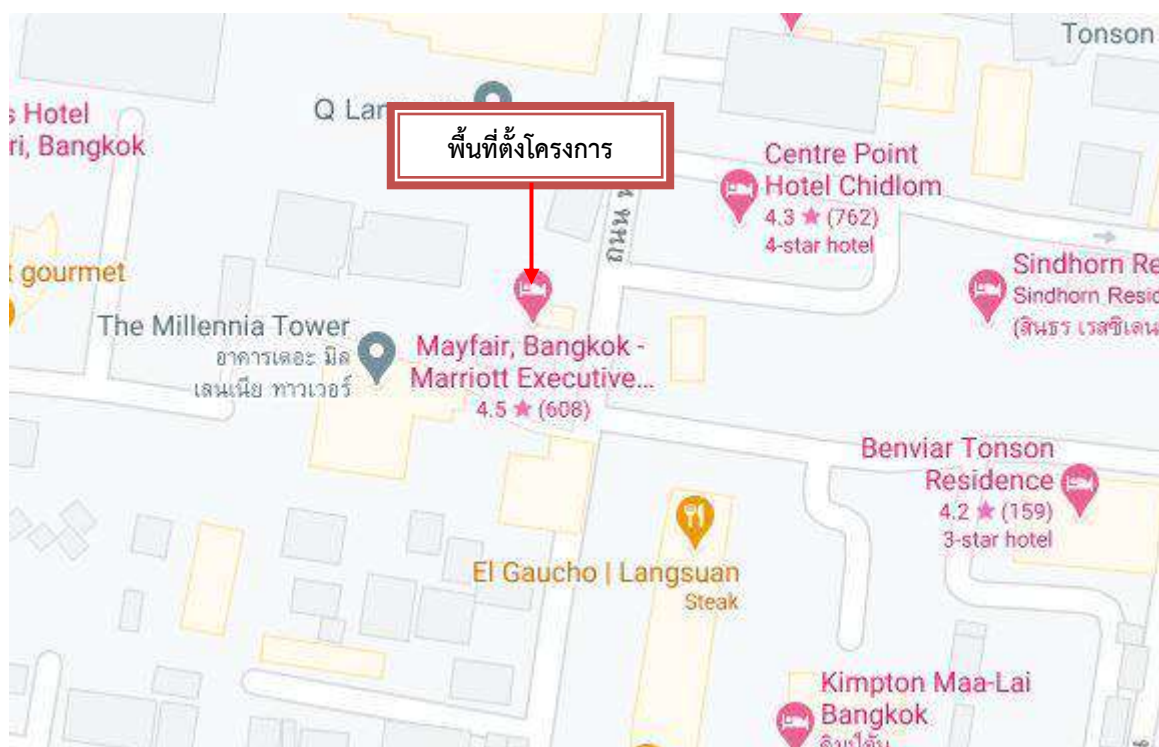 Tonson
s Hotel
ri, Bangkok
Q Lan
พื้นที่ตั้งโครงการ
Centre Point
Hotel Chidlom
4.3 ★ (762)
4-star hotel
ถนน
gourmet
Sindhorn Re
Sindhorn Resid
(สินธร เรสซิเดน
The Millennia Tower
อาคารเดอะ มิล
เลนเนีย ทาวเวอร์
Mayfair, Bangkok -
Marriott Executive...
4.5 ★ (608)
Benviar Tonson
Residence
4.2 ★ (159)
3-star hotel
El Gaucho | Langsuan
Steak
Kimpton Maa-Lai
Bangkok